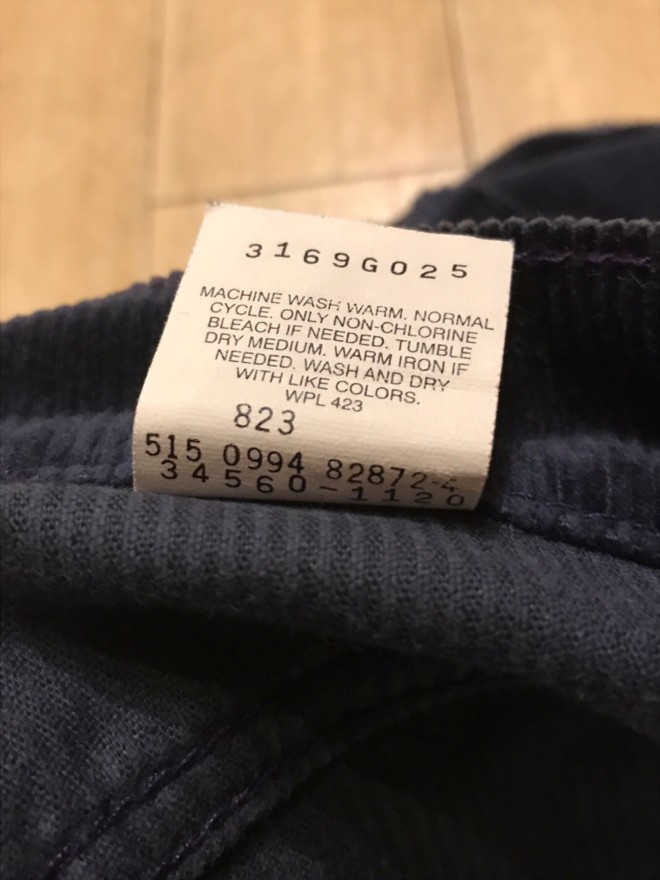 3169G025
MACHINE WASH WARM. NORMAL
CYCLE. ONLY NON-CHLORINE
BLEACH IF NEEDED. TUMBLE
DRY MEDIUM. WARM IRON IF
NEEDED. WASH AND DRY
WITH LIKE COLORS.
WPL 423
823
515 0994 82872-4
34560-1120